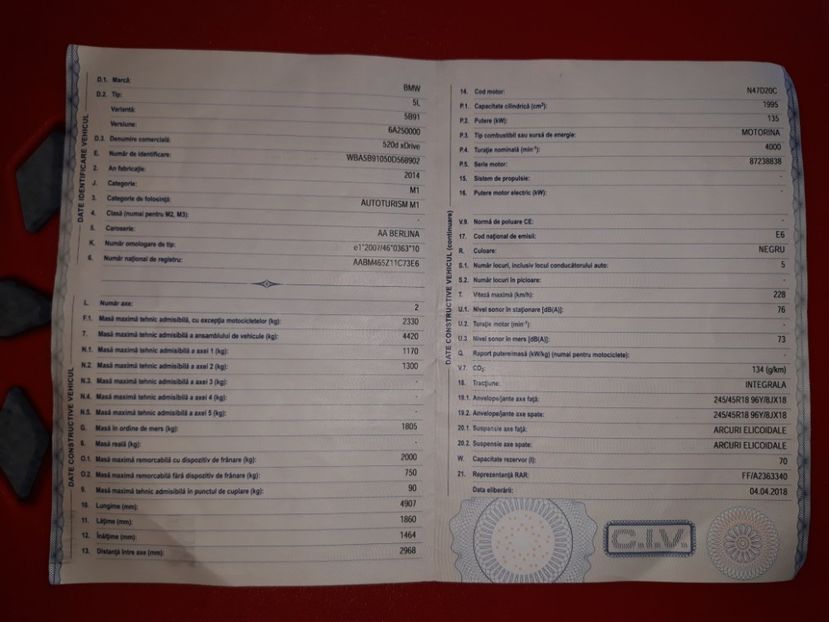 DATE IDENTIFICARE VEHICUL
D.1. Marcă: BMW
D.2. Tip: 5L
Variantă: 5B91
Versiune: 6A250000
D.3. Denumire comercială: 520d xDrive
E. Număr de identificare: WBA5B91050D568902
2. An fabricație: 2014
J. Categorie: M1
3. Categorie de folosință: AUTOTURISM M1
4. Clasă (numai pentru M2, M3): -
5. Caroserie: AA BERLINA
K. Număr omologare de tip: e1*2007/46*0363*10
6. Număr național de registru: AABM465Z11C73E6
DATE CONSTRUCTIVE VEHICUL
L. Număr axe: 2
F.1. Masă maximă tehnic admisibilă, cu excepția motocicletelor (kg): 2330
7. Masă maximă tehnic admisibilă a ansamblului de vehicule (kg): 4420
N.1. Masă maximă tehnic admisibilă a axei 1 (kg): 1170
N.2. Masă maximă tehnic admisibilă a axei 2 (kg): 1300
N.3. Masă maximă tehnic admisibilă a axei 3 (kg): -
N.4. Masă maximă tehnic admisibilă a axei 4 (kg): -
N.5. Masă maximă tehnic admisibilă a axei 5 (kg): -
G. Masă în ordine de mers (kg): 1805
8. Masă reală (kg): -
O.1. Masă maximă remorcabilă cu dispozitiv de frânare (kg): 2000
O.2. Masă maximă remorcabilă fără dispozitiv de frânare (kg): 750
9. Masă maximă tehnic admisibilă în punctul de cuplare (kg): 90
10. Lungime (mm): 4907
11. Lățime (mm): 1860
12. Înălțime (mm): 1464
13. Distanță între axe (mm): 2968
DATE CONSTRUCTIVE VEHICUL (continuare)
14. Cod motor: N47D20C
P.1. Capacitate cilindrică (cm³): 1995
P.2. Putere (kW): 135
P.3. Tip combustibil sau sursă de energie: MOTORINA
P.4. Turație nominală (min⁻¹): 4000
P.5. Serie motor: 87238838
15. Sistem de propulsie: -
16. Putere motor electric (kW): -
V.9. Normă de poluare CE: -
17. Cod național de emisii: E6
R. Culoare: NEGRU
S.1. Număr locuri, inclusiv locul conducătorului auto: 5
S.2. Număr locuri în picioare: -
T. Viteză maximă (km/h): 228
U.1. Nivel sonor în staționare [dB(A)]: 76
U.2. Turație motor (min⁻¹) -
U.3. Nivel sonor în mers [dB(A)]: 73
Q. Raport putere/masă (kW/kg) (numai pentru motociclete): -
V.7. CO₂: 134 (g/km)
18. Tracțiune: INTEGRALA
19.1. Anvelope/jante axe față: 245/45R18 96Y/8JX18
19.2. Anvelope/jante axe spate: 245/45R18 96Y/8JX18
20.1. Suspensie axe față: ARCURI ELICOIDALE
20.2. Suspensie axe spate: ARCURI ELICOIDALE
W. Capacitate rezervor (l): 70
21. Reprezentanță RAR: FF/A2363340
Data eliberării: 04.04.2018
C.I.V.